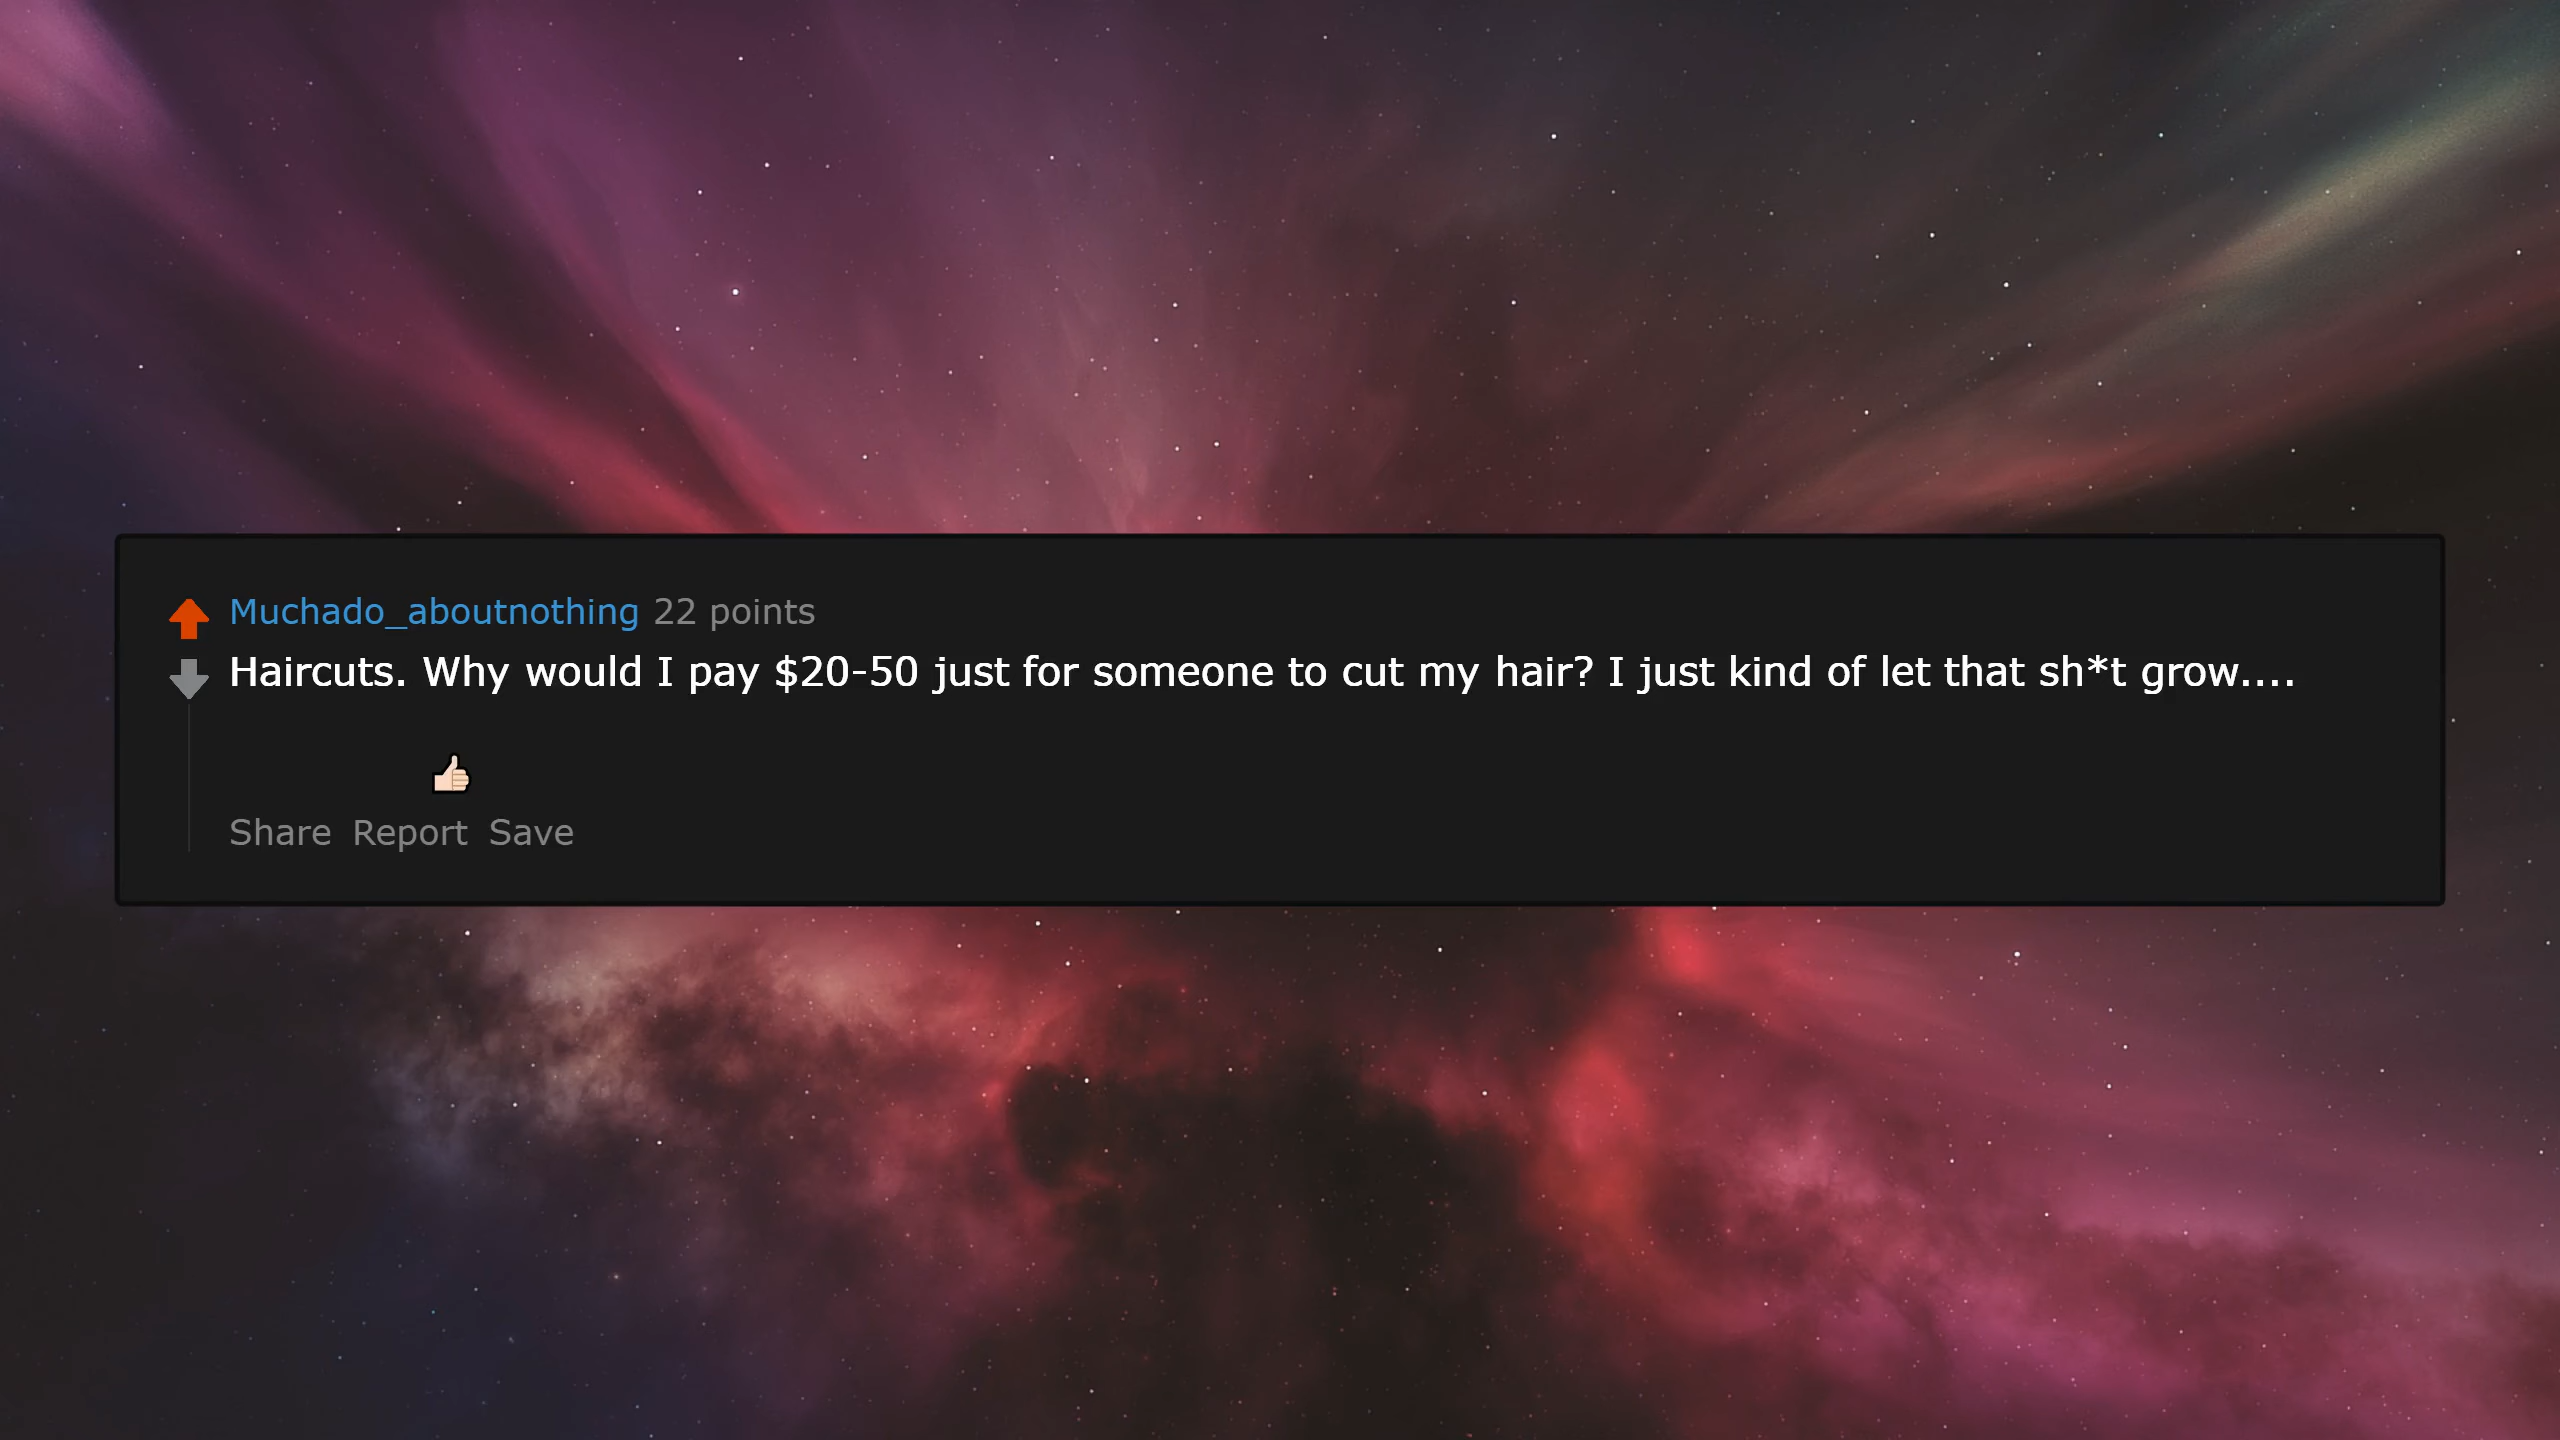 Muchado_aboutnothing 22 points
Haircuts. Why would I pay $20-50 just for someone to cut my hair? I just kind of let that sh*t grow....
Share Report Save